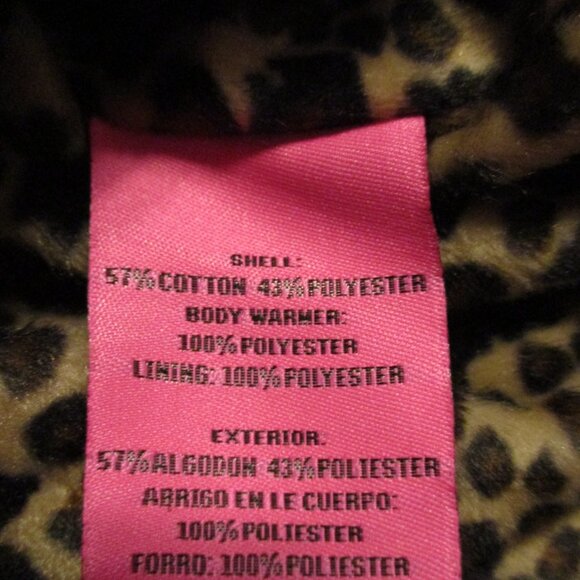 SHELL:
57% COTTON 43% POLYESTER
BODY WARMER:
100% POLYESTER
LINING: 100% POLYESTER
EXTERIOR:
57% ALGODON 43% POLIESTER
ABRIGO EN LE CUERPO:
100% POLIESTER
FORRO: 100% POLIESTER